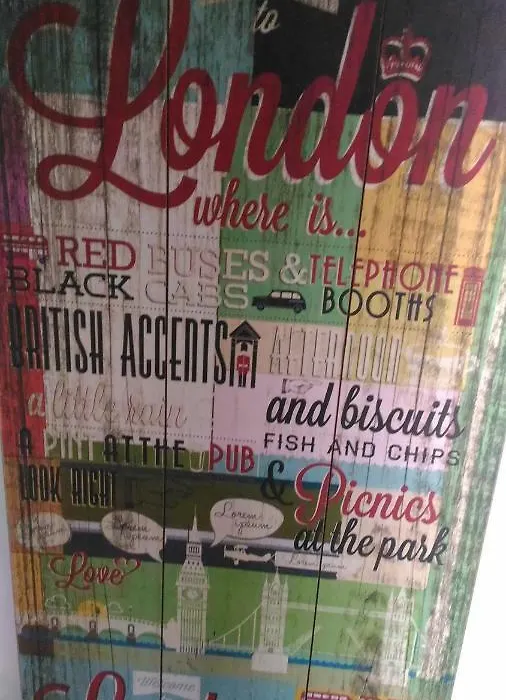 to
London
where is...
RED BUSES & TELEPHONE
BLACK CABS BOOTHS
BRITISH ACCENTS
a little rain
and biscuits
A PINT AT THE PUB
FISH AND CHIPS
LOOK RIGHT
& Picnics
at the park
Lorem
ipsum
Love
Welcome